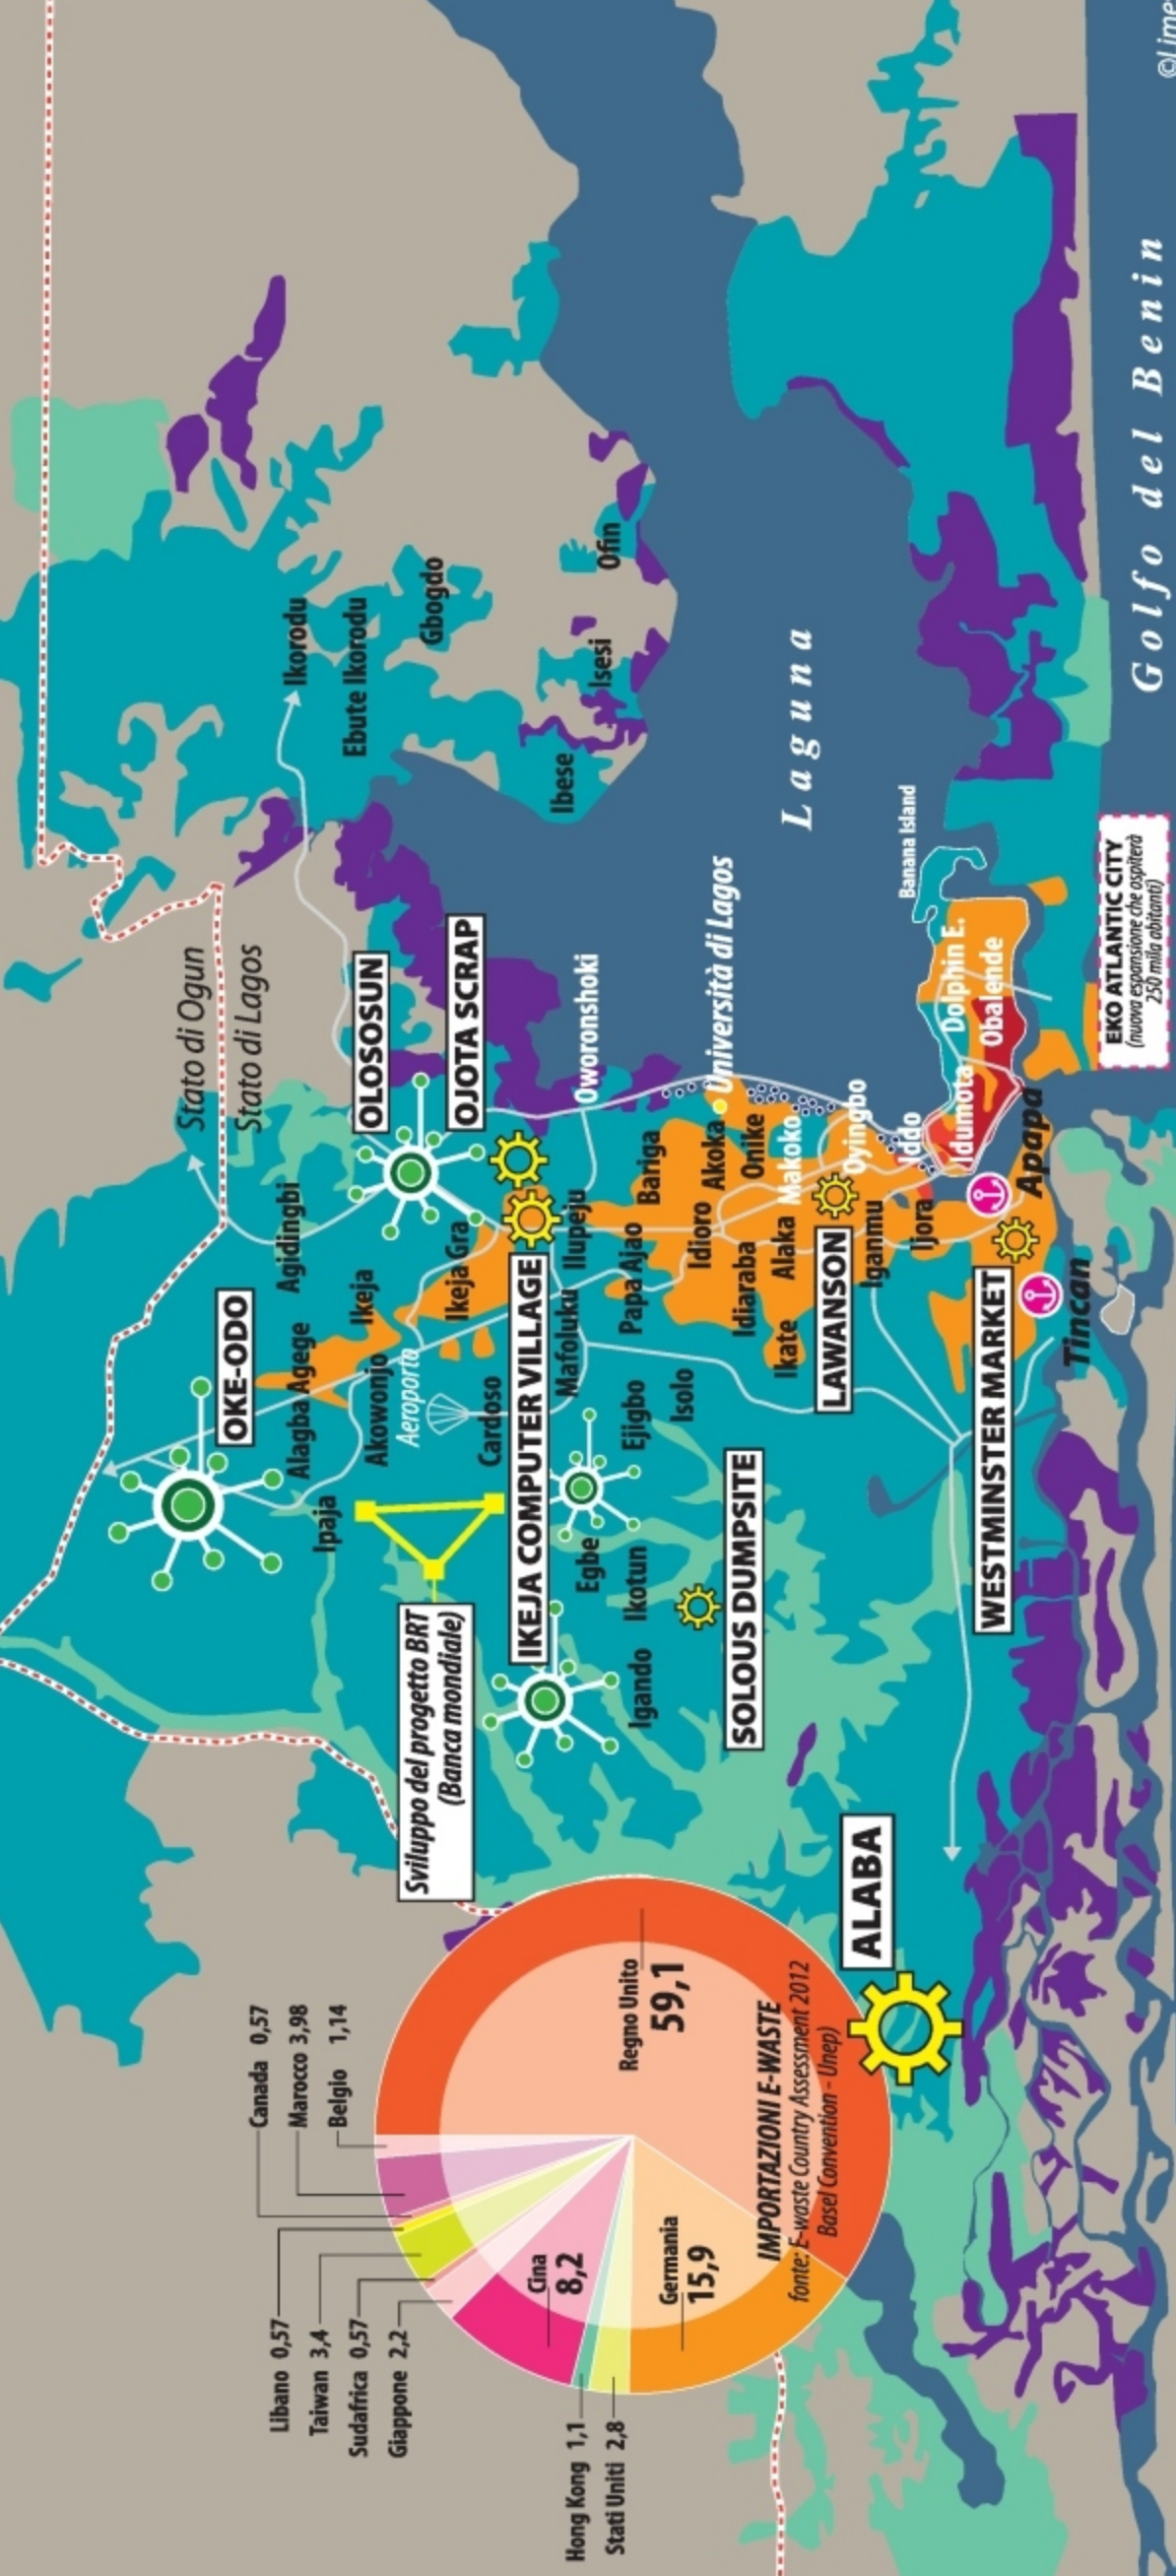 Canada 0,57
Marocco 3,98
Belgio 1,14
Libano 0,57
Taiwan 3,4
Sudafrica 0,57
Giappone 2,2
Hong Kong 1,1
Stati Uniti 2,8
Cina
8,2
Germania
15,9
Regno Unito
59,1
IMPORTAZIONI E-WASTE
fonte: E-waste Country Assessment 2012
Basel Convention - Unep)
ALABA
Sviluppo del progetto BRT
(Banca mondiale)
OKE-ODO
Ipaja
Alagba
Agege
Agidingbi
Akowonjo
Ikeja
Aeroporto
Cardoso
Ikeja Gra
IKEJA COMPUTER VILLAGE
Egbe
Mafoluku
Ilupeju
Igando
Ikotun
Ejigbo
Isolo
Papa Ajao
Bariga
SOLOUS DUMPSITE
Idioro
Akoka
Idiaraba
Onike
Ikate
Alaka
Makoko
LAWANSON
Oyingbo
Iganmu
Iddo
Ijora
Idumota
WESTMINSTER MARKET
Apapa
Tincan
Stato di Ogun
Stato di Lagos
OLOSOSUN
OJOTA SCRAP
Oworonshoki
Università di Lagos
Banana Island
Dolphin E.
Obalende
EKO ATLANTIC CITY
(nuova espansione che ospiterà
250 mila abitanti)
Ikorodu
Ebute Ikorodu
Gbogdo
Ibese
Isesi
Ofin
Laguna
Golfo del Benin
©Lime